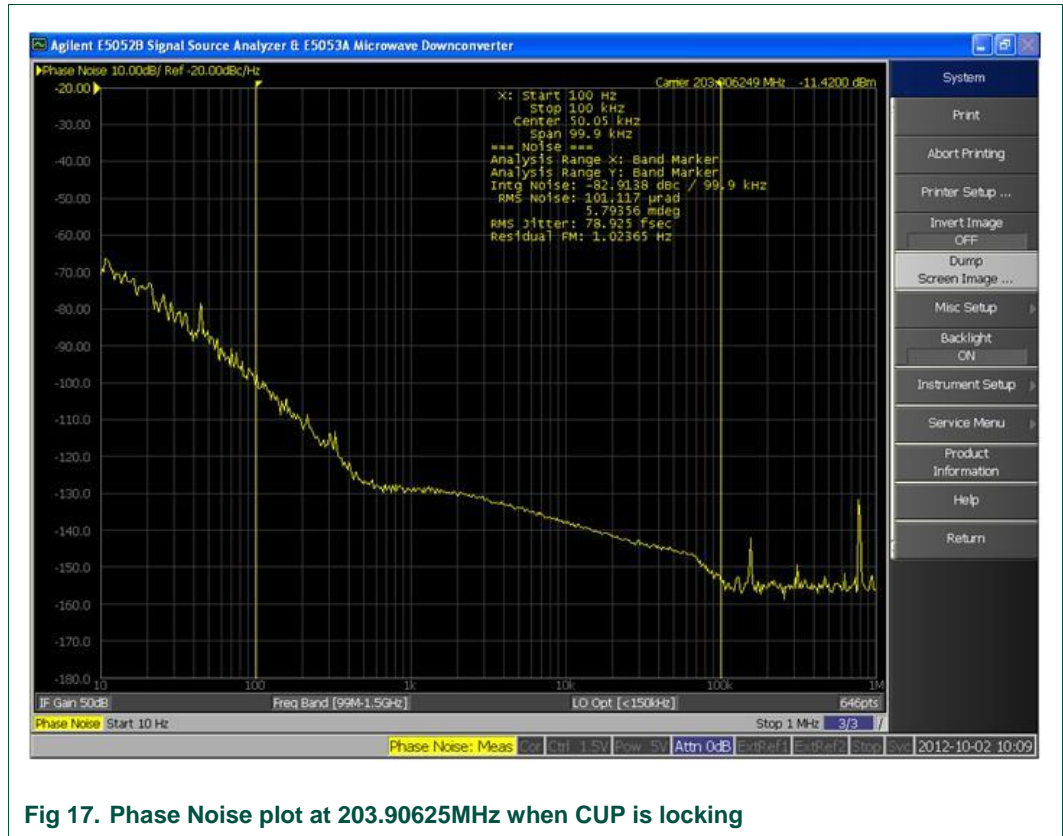 Agilent E5052B Signal Source Analyzer & E5053A Microwave Downconverter
Phase Noise 10.00dB/ Ref -20.00dBc/Hz
Carrier 203.906249 MHz -11.4200 dBm
X: Start 100 Hz
Stop 100 kHz
Center 50.05 kHz
Span 99.9 kHz
=== Noise ===
Analysis Range X: Band Marker
Analysis Range Y: Band Marker
Intg Noise: -82.9138 dBc / 99.9 kHz
RMS Noise: 101.117 µrad
5.79356 mdeg
RMS Jitter: 78.925 fsec
Residual FM: 1.02365 Hz
-20.00
-30.00
-40.00
-50.00
-60.00
-70.00
-80.00
-90.00
-100.0
-110.0
-120.0
-130.0
-140.0
-150.0
-160.0
-170.0
-180.0
10 100 1k 10k 100k 1M
IF Gain 50dB Freq Band [99M-1.5GHz] LO Opt [<150kHz] 646pts
Phase Noise Start 10 Hz Stop 1 MHz 3/3 /
Phase Noise: Meas Cor Ctrl 1.5V Pow 5V Attn 0dB ExtRef1 ExtRef2 Stop Svc 2012-10-02 10:09
System
Print
Abort Printing
Printer Setup ...
Invert Image
OFF
Dump
Screen Image ...
Misc Setup
Backlight
ON
Instrument Setup
Service Menu
Product
Information
Help
Return
Fig 17. Phase Noise plot at 203.90625MHz when CUP is locking